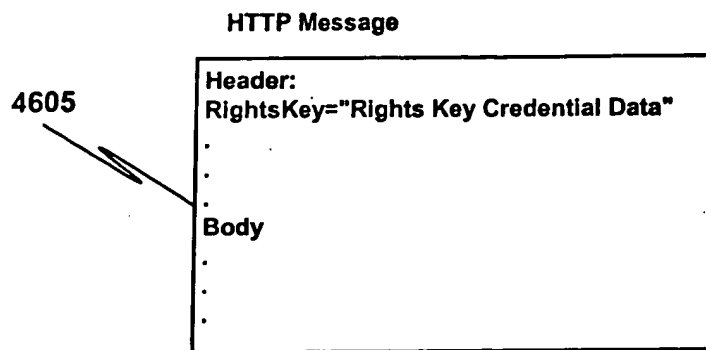 HTTP Message
4605
Header:
RightsKey="Rights Key Credential Data"
.
.
.
Body
.
.
.